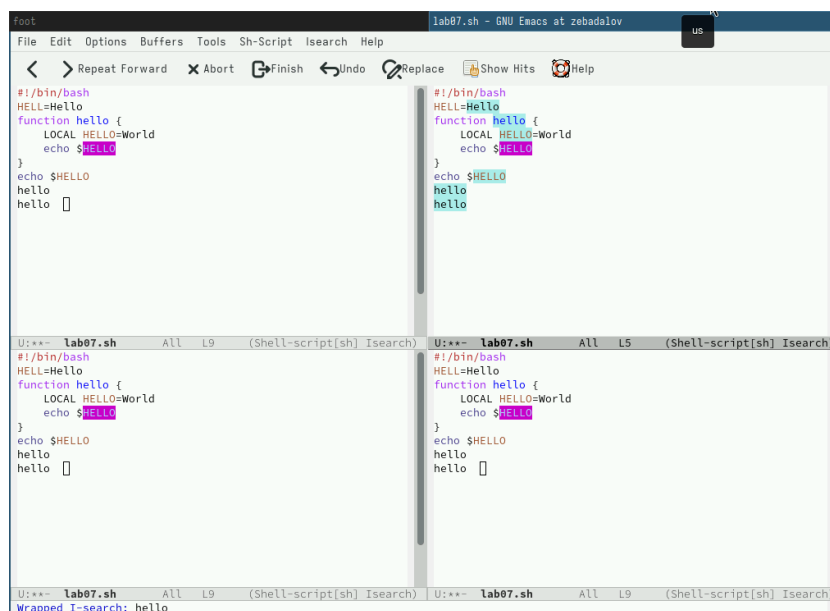 foot
lab07.sh - GNU Emacs at zebadalov
us
File Edit Options Buffers Tools Sh-Script Isearch Help
Repeat Forward Abort Finish Undo Replace Show Hits Help
#!/bin/bash
HELL=Hello
function hello {
    LOCAL HELLO=World
    echo $HELLO
}
echo $HELLO
hello
hello
U:**- lab07.sh All L9 (Shell-script[sh] Isearch)
#!/bin/bash
HELL=Hello
function hello {
    LOCAL HELLO=World
    echo $HELLO
}
echo $HELLO
hello
hello
U:**- lab07.sh All L5 (Shell-script[sh] Isearch
#!/bin/bash
HELL=Hello
function hello {
    LOCAL HELLO=World
    echo $HELLO
}
echo $HELLO
hello
hello
U:**- lab07.sh All L9 (Shell-script[sh] Isearch)
#!/bin/bash
HELL=Hello
function hello {
    LOCAL HELLO=World
    echo $HELLO
}
echo $HELLO
hello
hello
U:**- lab07.sh All L9 (Shell-script[sh] Isearch
Wrapped I-search: hello